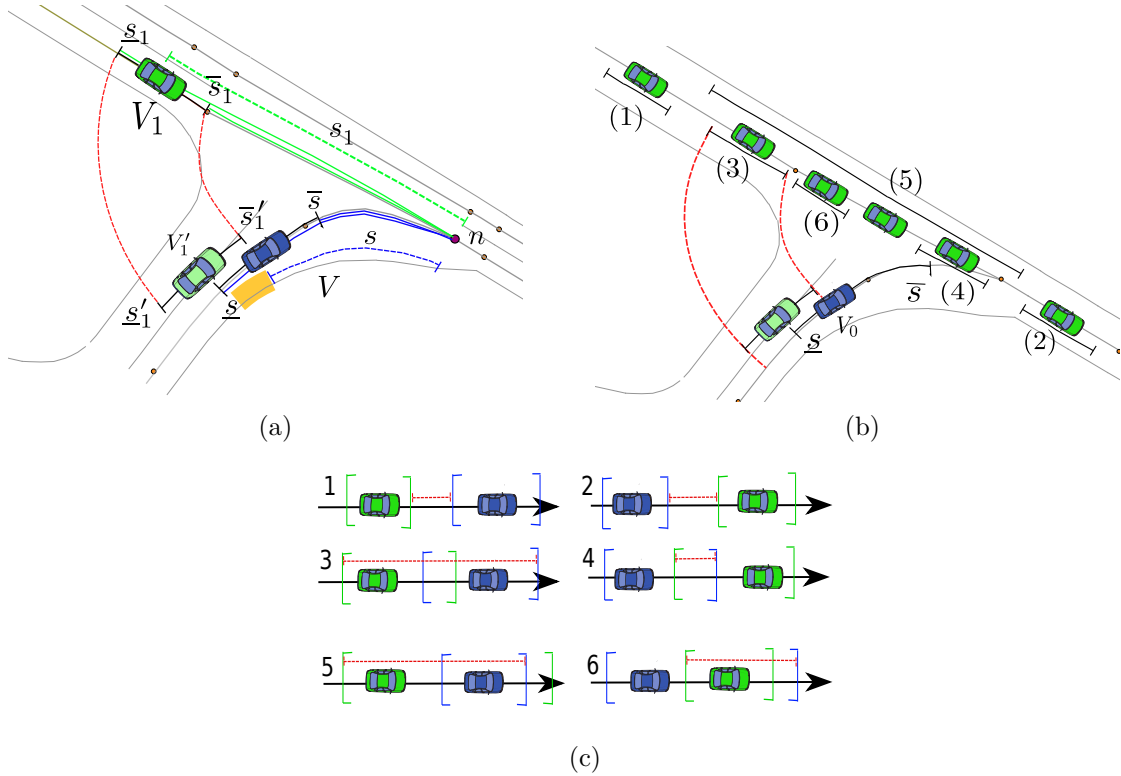 s̲₁
s̅₁
V₁
s₁
s̅₁′
s̅
V₁′
s
n
s̲₁′
s̲
V
(a)
(1)
(3)
(5)
(6)
s̅
(4)
s̲
V₀
(2)
(b)
1
2
3
4
5
6
(c)